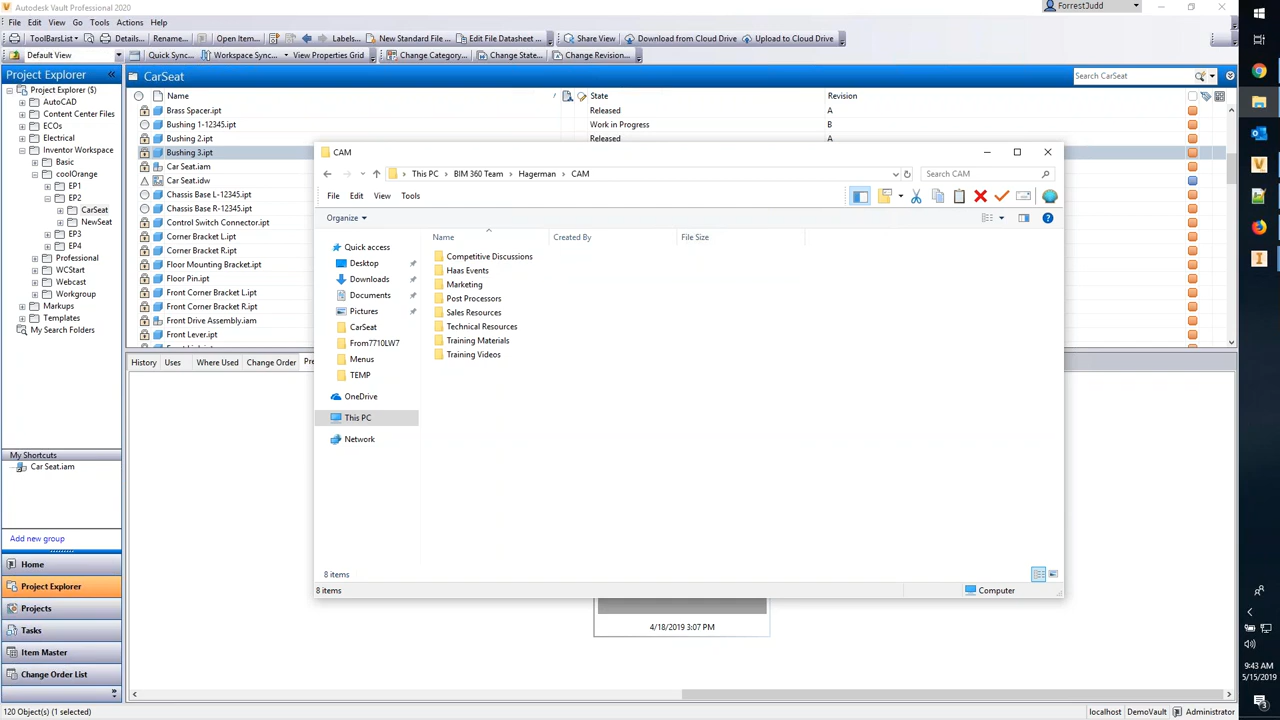 Autodesk Vault Professional 2020
ForrestJudd
File Edit View Go Tools Actions Help
ToolBarsList Details... Rename... Open Item... Labels... New Standard File... Edit File Datasheet... Share View Download from Cloud Drive Upload to Cloud Drive
Default View Quick Sync... Workspace Sync... View Properties Grid Change Category... Change State... Change Revision...
Project Explorer
CarSeat
Search CarSeat
Project Explorer ($)
AutoCAD
Content Center Files
ECOs
Electrical
Inventor Workspace
Basic
coolOrange
EP1
EP2
CarSeat
NewSeat
EP3
EP4
Professional
WCStart
Webcast
Workgroup
Markups
Templates
My Search Folders
Name State Revision
Brass Spacer.ipt Released A
Bushing 1-12345.ipt Work in Progress B
Bushing 2.ipt Released A
Bushing 3.ipt
Car Seat.iam
Car Seat.idw
Chassis Base L-12345.ipt
Chassis Base R-12345.ipt
Control Switch Connector.ipt
Corner Bracket L.ipt
Corner Bracket R.ipt
Floor Mounting Bracket.ipt
Floor Pin.ipt
Front Corner Bracket L.ipt
Front Corner Bracket R.ipt
Front Drive Assembly.iam
Front Lever.ipt
History Uses Where Used Change Order
CAM
This PC BIM 360 Team Hagerman CAM
Search CAM
File Edit View Tools
Organize
Quick access
Desktop
Downloads
Documents
Pictures
CarSeat
From7710LW7
Menus
TEMP
OneDrive
This PC
Network
Name Created By File Size
Competitive Discussions
Haas Events
Marketing
Post Processors
Sales Resources
Technical Resources
Training Materials
Training Videos
8 items
8 items
Computer
4/18/2019 3:07 PM
My Shortcuts
Car Seat.iam
Add new group
Home
Project Explorer
Projects
Tasks
Item Master
Change Order List
120 Object(s) (1 selected)
localhost DemoVault Administrator
9:43 AM
5/15/2019